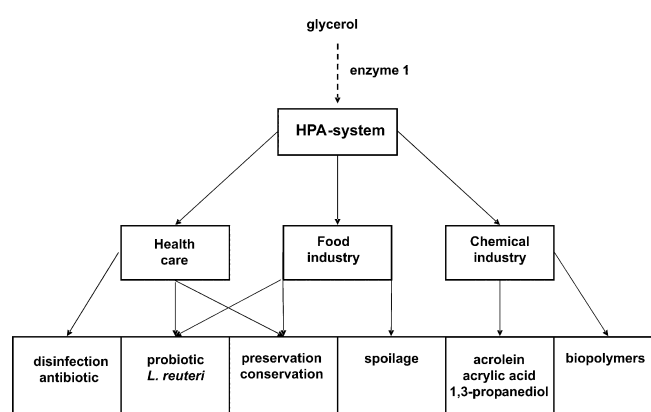 glycerol
enzyme 1
HPA-system
Health
care
Food
industry
Chemical
industry
disinfection
antibiotic
probiotic
L. reuteri
preservation
conservation
spoilage
acrolein
acrylic acid
1,3-propanediol
biopolymers